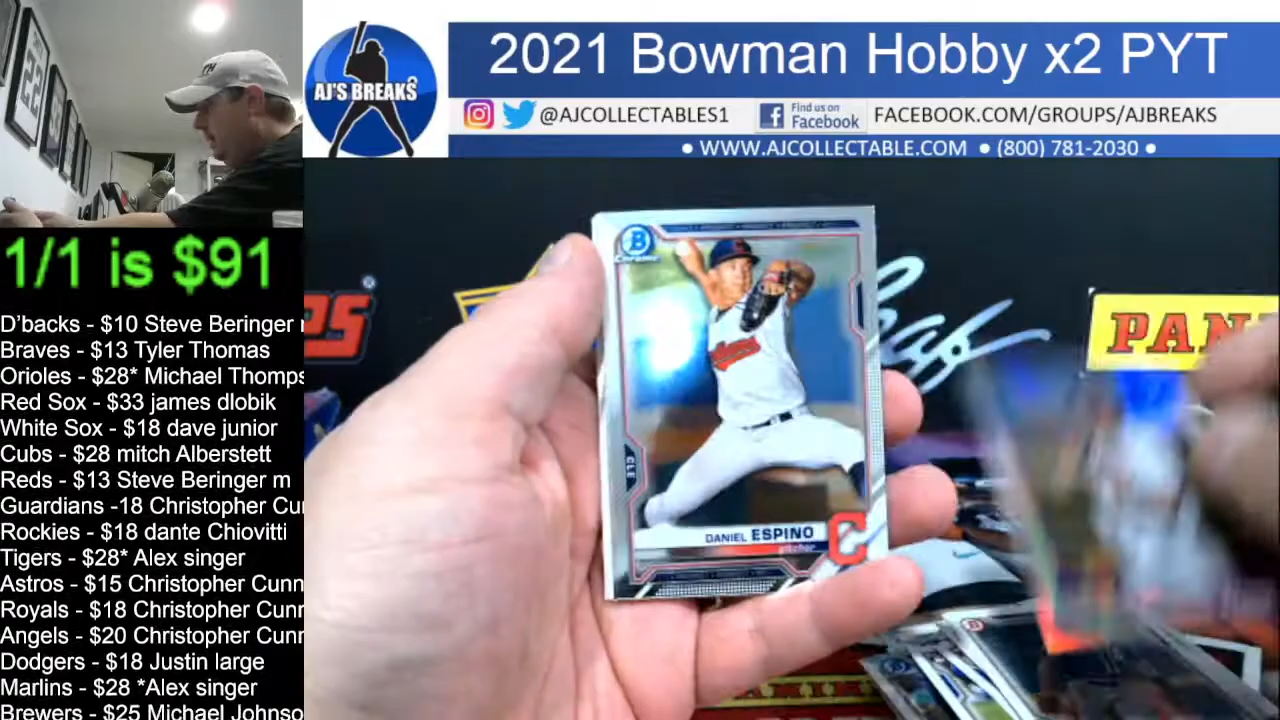 2021 Bowman Hobby x2 PYT
AJ'S BREAKS
@AJCOLLECTABLES1
Find us on
Facebook
FACEBOOK.COM/GROUPS/AJBREAKS
• WWW.AJCOLLECTABLE.COM • (800) 781-2030 •
1/1 is $91
D'backs - $10 Steve Beringer
Braves - $13 Tyler Thomas
Orioles - $28* Michael Thomps
Red Sox - $33 james dlobik
White Sox - $18 dave junior
Cubs - $28 mitch Alberstett
Reds - $13 Steve Beringer m
Guardians -18 Christopher Cu
Rockies - $18 dante Chiovitti
Tigers - $28* Alex singer
Astros - $15 Christopher Cunn
Royals - $18 Christopher Cunn
Angels - $20 Christopher Cunn
Dodgers - $18 Justin large
Marlins - $28 *Alex singer
Brewers - $25 Michael Johnso
B
Chrome
CLE
DANIEL ESPINO
pitcher
C
PS
PAN
22